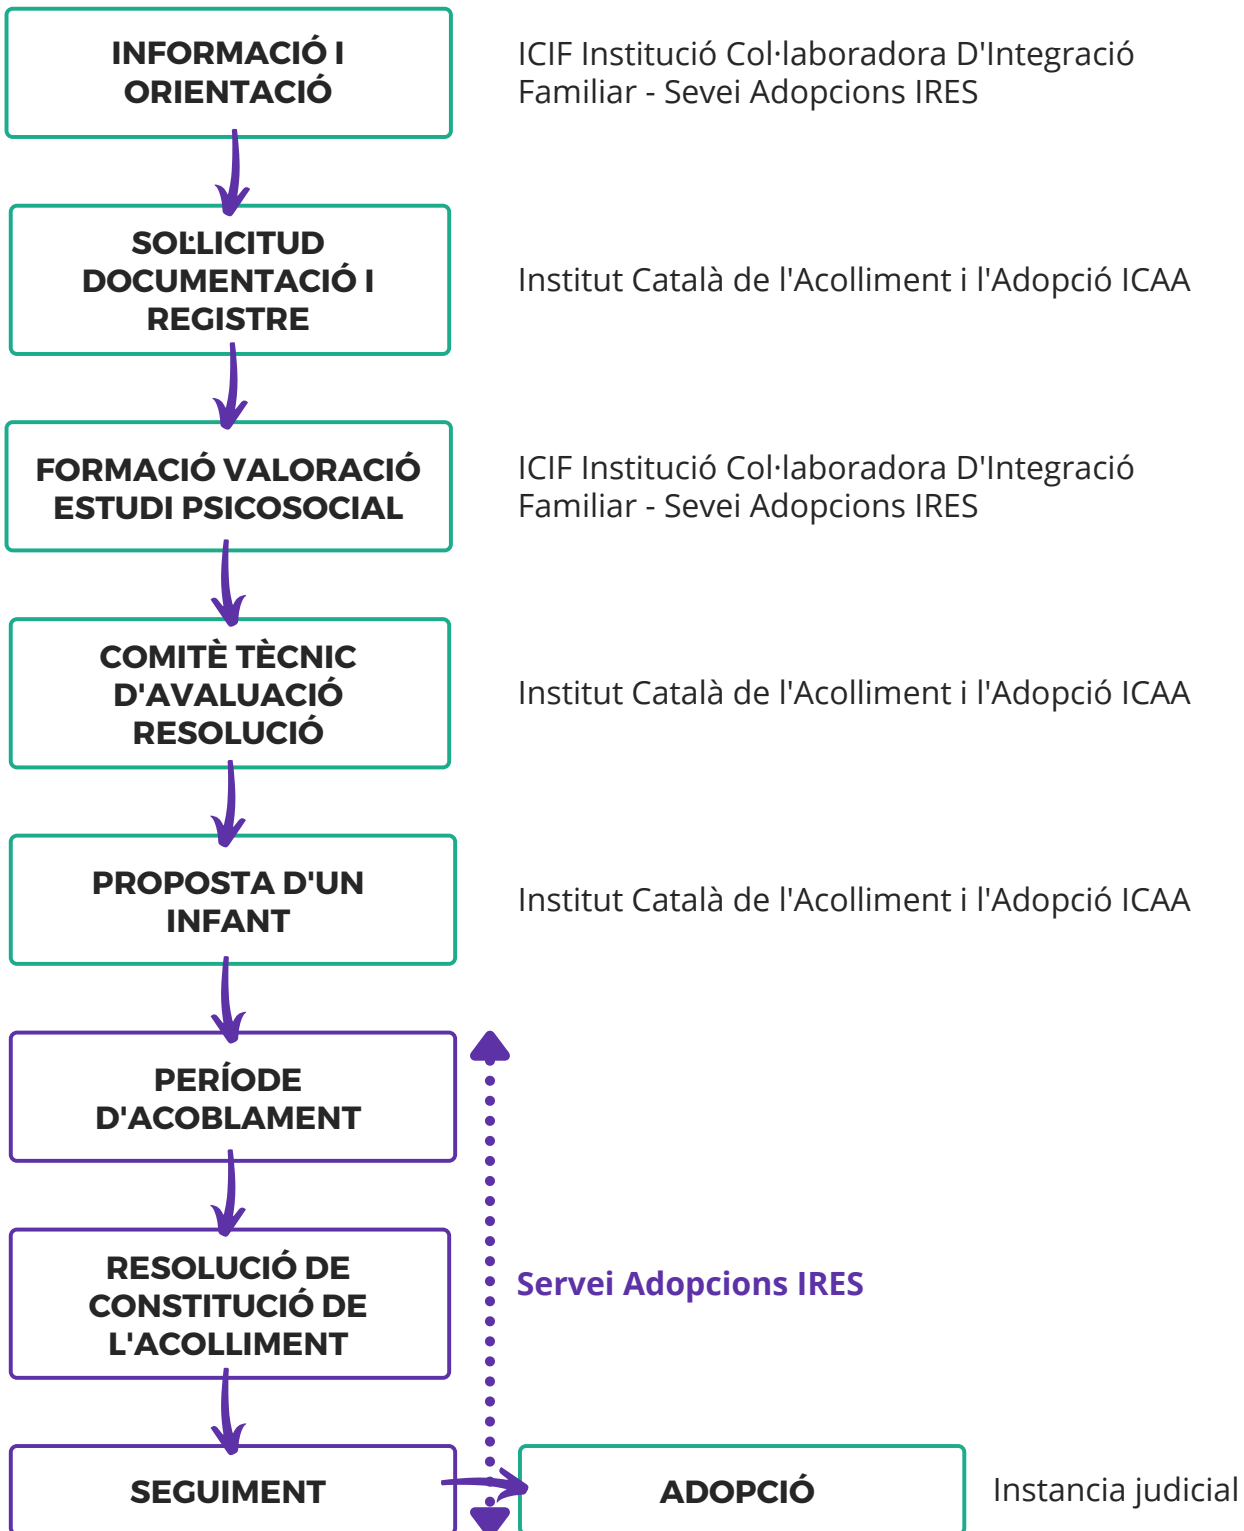 INFORMACIÓ I
ORIENTACIÓ
ICIF Institució Col·laboradora D'Integració
Familiar - Sevei Adopcions IRES
SOL·LICITUD
DOCUMENTACIÓ I
REGISTRE
Institut Català de l'Acolliment i l'Adopció ICAA
FORMACIÓ VALORACIÓ
ESTUDI PSICOSOCIAL
ICIF Institució Col·laboradora D'Integració
Familiar - Sevei Adopcions IRES
COMITÈ TÈCNIC
D'AVALUACIÓ
RESOLUCIÓ
Institut Català de l'Acolliment i l'Adopció ICAA
PROPOSTA D'UN
INFANT
Institut Català de l'Acolliment i l'Adopció ICAA
PERÍODE
D'ACOBLAMENT
RESOLUCIÓ DE
CONSTITUCIÓ DE
L'ACOLLIMENT
Servei Adopcions IRES
SEGUIMENT
ADOPCIÓ
Instancia judicial